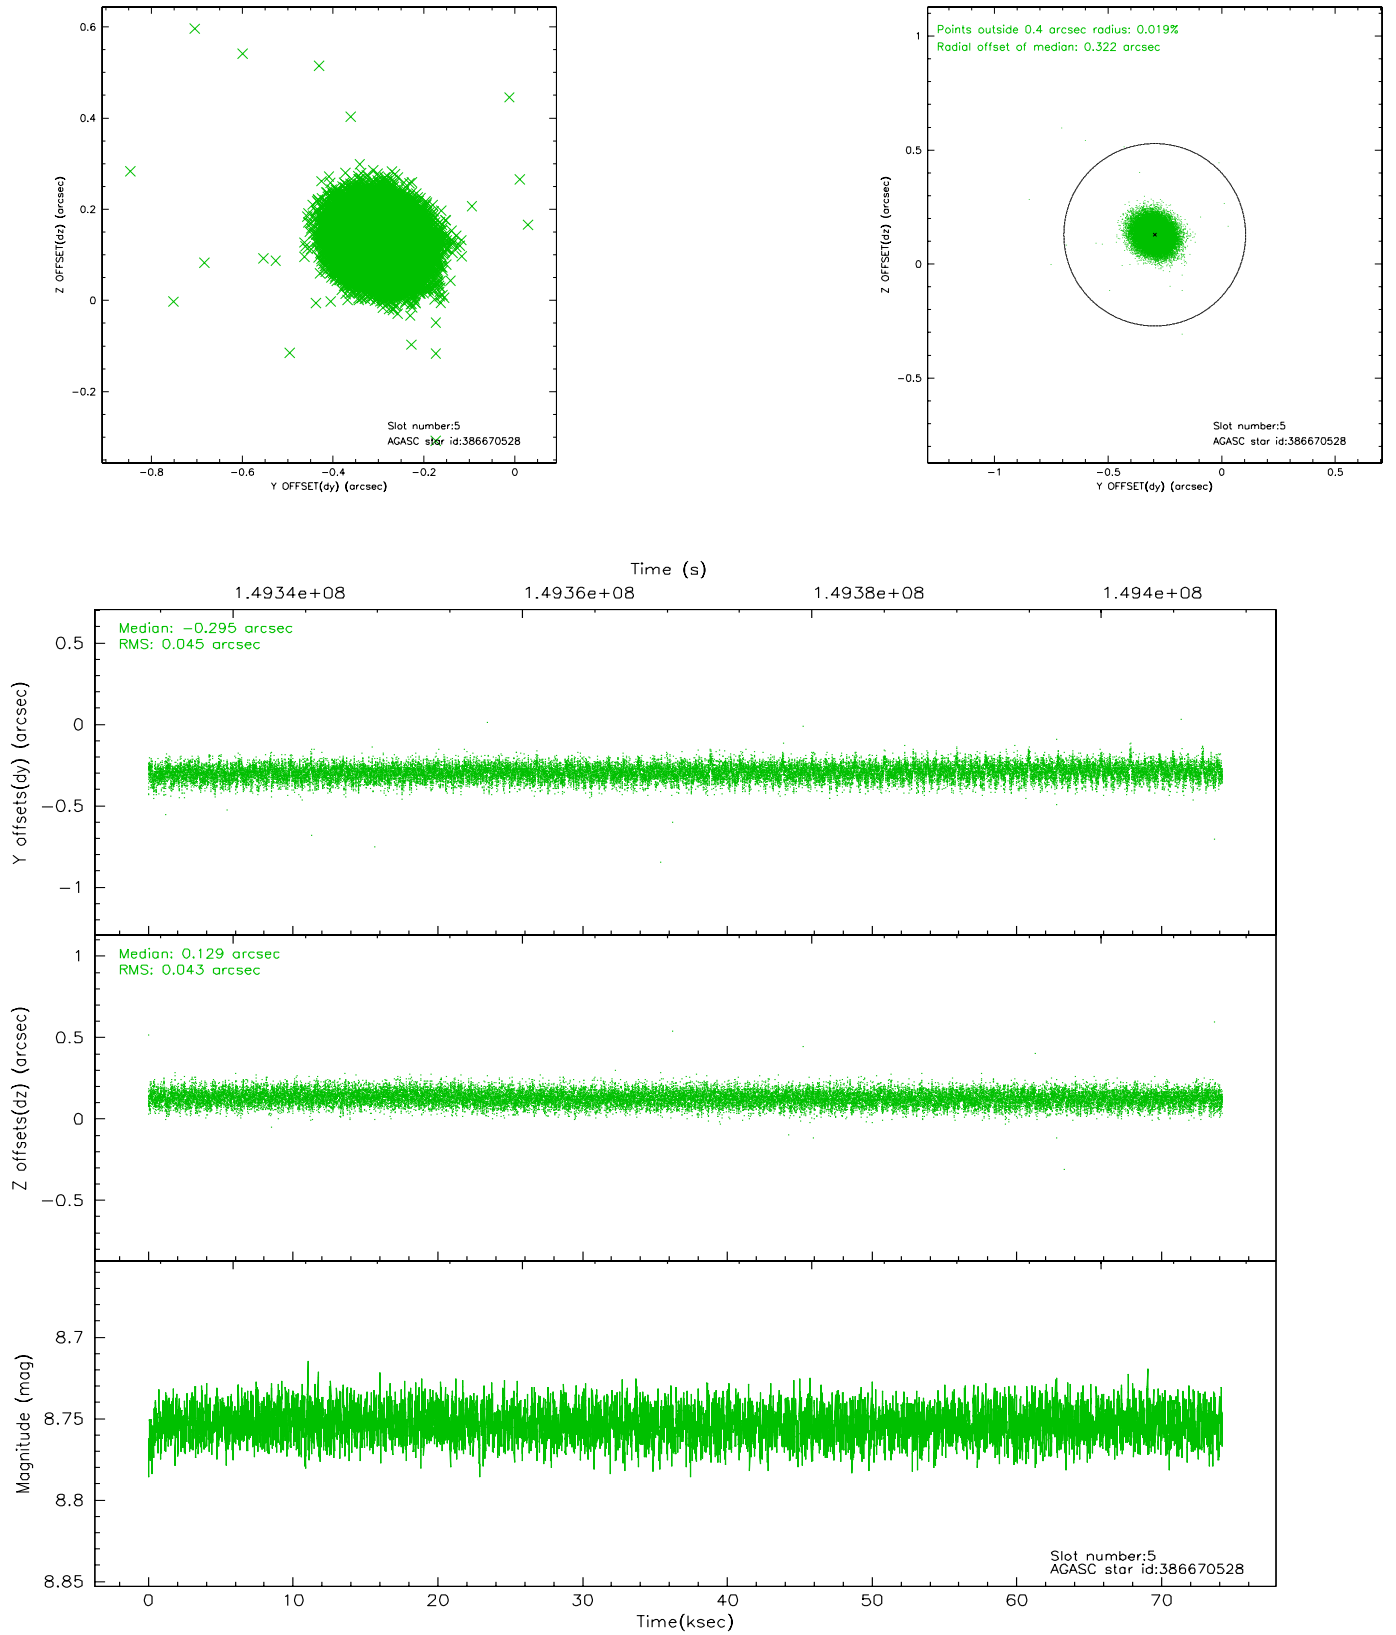 0.6
0.4
0.2
0
−0.2
Z OFFSET(dz) (arcsec)
Slot number:5
AGASC star id:386670528
−0.8
−0.6
−0.4
−0.2
0
Y OFFSET(dy) (arcsec)
Points outside 0.4 arcsec radius: 0.019%
Radial offset of median: 0.322 arcsec
1
0.5
0
−0.5
Z OFFSET(dz) (arcsec)
Slot number:5
AGASC star id:386670528
−1
−0.5
0
0.5
Y OFFSET(dy) (arcsec)
Time (s)
1.4934e+08
1.4936e+08
1.4938e+08
1.494e+08
Median: −0.295 arcsec
RMS: 0.045 arcsec
0.5
0
−0.5
−1
Y offsets(dy) (arcsec)
Median: 0.129 arcsec
RMS: 0.043 arcsec
1
0.5
0
−0.5
Z offsets(dz) (arcsec)
8.7
8.75
8.8
8.85
Magnitude (mag)
Slot number:5
AGASC star id:386670528
0
10
20
30
40
50
60
70
Time(ksec)